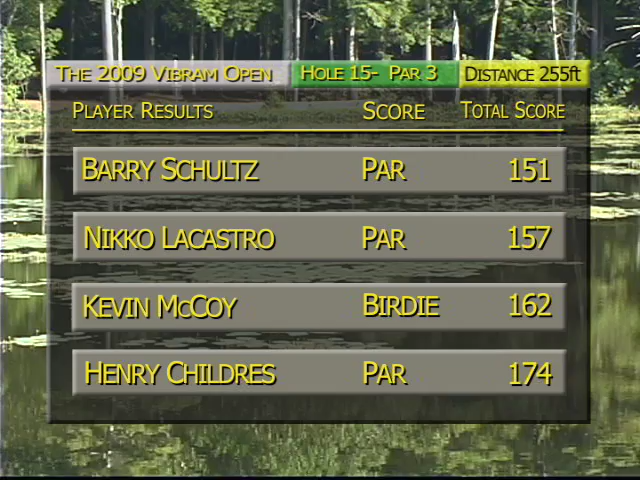 The 2009 Vibram Open Hole 15- Par 3 Distance 255ft
Player Results Score Total Score
Barry Schultz Par 151
Nikko Lacastro Par 157
Kevin McCoy Birdie 162
Henry Childres Par 174